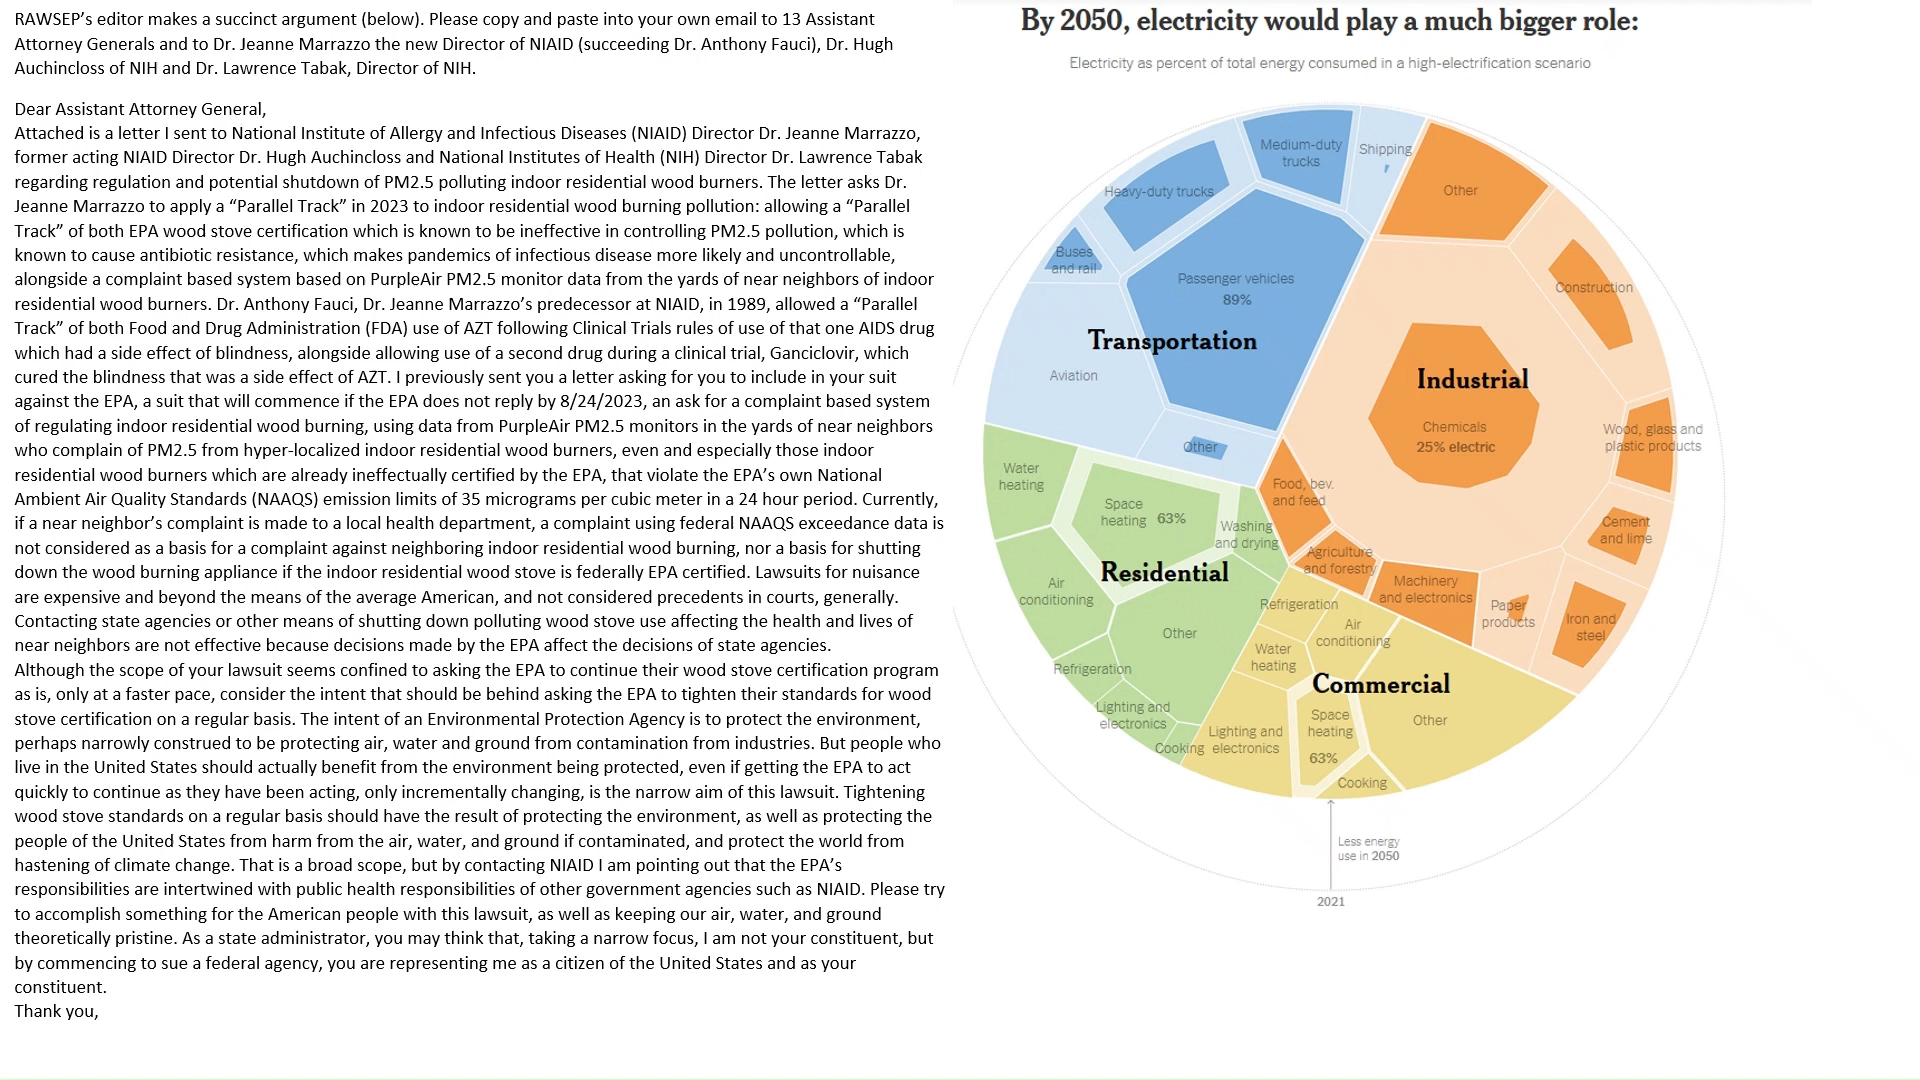 RAWSEP’s editor makes a succinct argument (below). Please copy and paste into your own email to 13 Assistant
Attorney Generals and to Dr. Jeanne Marrazzo the new Director of NIAID (succeeding Dr. Anthony Fauci), Dr. Hugh
Auchincloss of NIH and Dr. Lawrence Tabak, Director of NIH.
Dear Assistant Attorney General,
Attached is a letter I sent to National Institute of Allergy and Infectious Diseases (NIAID) Director Dr. Jeanne Marrazzo,
former acting NIAID Director Dr. Hugh Auchincloss and National Institutes of Health (NIH) Director Dr. Lawrence Tabak
regarding regulation and potential shutdown of PM2.5 polluting indoor residential wood burners. The letter asks Dr.
Jeanne Marrazzo to apply a “Parallel Track” in 2023 to indoor residential wood burning pollution: allowing a “Parallel
Track” of both EPA wood stove certification which is known to be ineffective in controlling PM2.5 pollution, which is
known to cause antibiotic resistance, which makes pandemics of infectious disease more likely and uncontrollable,
alongside a complaint based system based on PurpleAir PM2.5 monitor data from the yards of near neighbors of indoor
residential wood burners. Dr. Anthony Fauci, Dr. Jeanne Marrazzo’s predecessor at NIAID, in 1989, allowed a “Parallel
Track” of both Food and Drug Administration (FDA) use of AZT following Clinical Trials rules of use of that one AIDS drug
which had a side effect of blindness, alongside allowing use of a second drug during a clinical trial, Ganciclovir, which
cured the blindness that was a side effect of AZT. I previously sent you a letter asking for you to include in your suit
against the EPA, a suit that will commence if the EPA does not reply by 8/24/2023, an ask for a complaint based system
of regulating indoor residential wood burning, using data from PurpleAir PM2.5 monitors in the yards of near neighbors
who complain of PM2.5 from hyper-localized indoor residential wood burners, even and especially those indoor
residential wood burners which are already ineffectually certified by the EPA, that violate the EPA’s own National
Ambient Air Quality Standards (NAAQS) emission limits of 35 micrograms per cubic meter in a 24 hour period. Currently,
if a near neighbor’s complaint is made to a local health department, a complaint using federal NAAQS exceedance data is
not considered as a basis for a complaint against neighboring indoor residential wood burning, nor a basis for shutting
down the wood burning appliance if the indoor residential wood stove is federally EPA certified. Lawsuits for nuisance
are expensive and beyond the means of the average American, and not considered precedents in courts, generally.
Contacting state agencies or other means of shutting down polluting wood stove use affecting the health and lives of
near neighbors are not effective because decisions made by the EPA affect the decisions of state agencies.
Although the scope of your lawsuit seems confined to asking the EPA to continue their wood stove certification program
as is, only at a faster pace, consider the intent that should be behind asking the EPA to tighten their standards for wood
stove certification on a regular basis. The intent of an Environmental Protection Agency is to protect the environment,
perhaps narrowly construed to be protecting air, water and ground from contamination from industries. But people who
live in the United States should actually benefit from the environment being protected, even if getting the EPA to act
quickly to continue as they have been acting, only incrementally changing, is the narrow aim of this lawsuit. Tightening
wood stove standards on a regular basis should have the result of protecting the environment, as well as protecting the
people of the United States from harm from the air, water, and ground if contaminated, and protect the world from
hastening of climate change. That is a broad scope, but by contacting NIAID I am pointing out that the EPA’s
responsibilities are intertwined with public health responsibilities of other government agencies such as NIAID. Please try
to accomplish something for the American people with this lawsuit, as well as keeping our air, water, and ground
theoretically pristine. As a state administrator, you may think that, taking a narrow focus, I am not your constituent, but
by commencing to sue a federal agency, you are representing me as a citizen of the United States and as your
constituent.
Thank you,
By 2050, electricity would play a much bigger role:
Electricity as percent of total energy consumed in a high-electrification scenario
Medium-duty
trucks
Shipping
Heavy-duty trucks
Buses
and rail
Passenger vehicles
89%
Transportation
Aviation
Other
Other
Construction
Industrial
Chemicals
25% electric
Wood, glass and
plastic products
Food, bev.
and feed
Cement
and lime
Agriculture
and forestry
Machinery
and electronics
Paper
products
Iron and
steel
Water
heating
Space
heating 63%
Washing
and drying
Residential
Air
conditioning
Other
Refrigeration
Lighting and
electronics
Cooking
Refrigeration
Air
conditioning
Water
heating
Commercial
Lighting and
electronics
Space
heating
63%
Other
Cooking
Less energy
use in 2050
2021